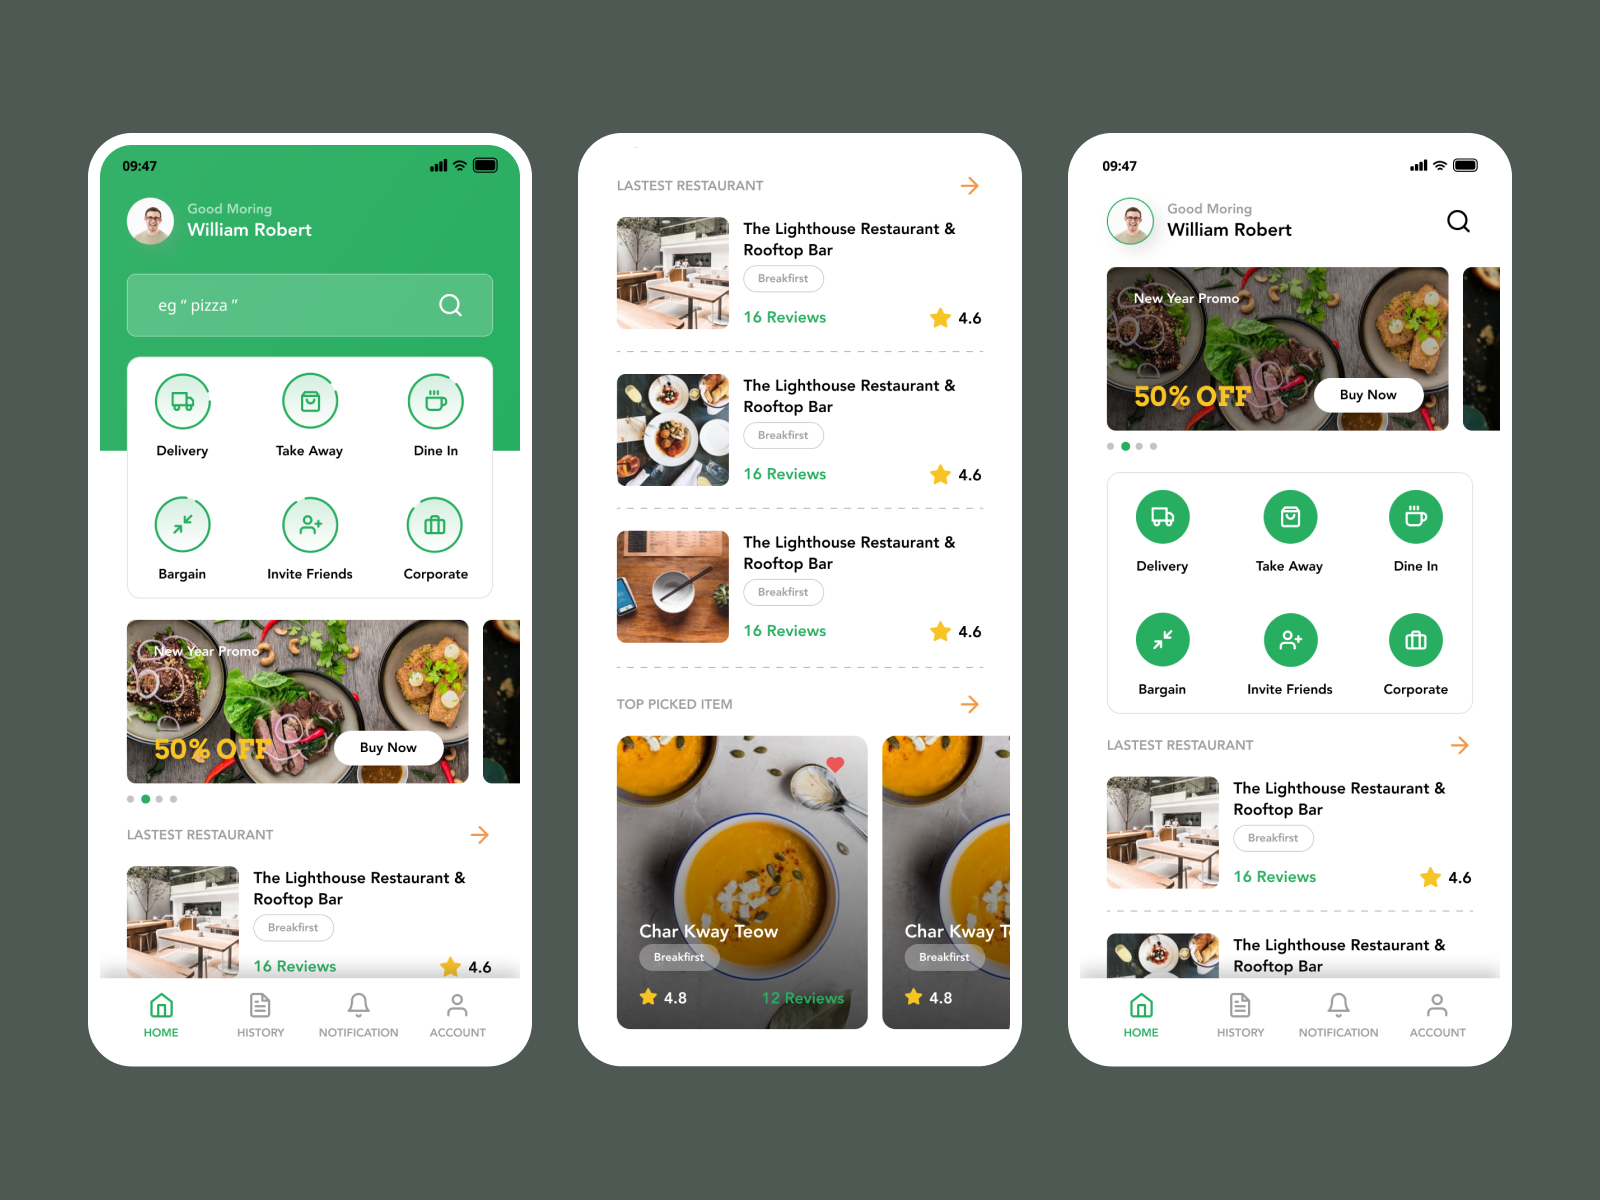 09:47
Good Moring
William Robert
eg “ pizza ”
Delivery
Take Away
Dine In
Bargain
Invite Friends
Corporate
New Year Promo
50% OFF
Buy Now
LASTEST RESTAURANT
The Lighthouse Restaurant &
Rooftop Bar
Breakfirst
16 Reviews
4.6
HOME
HISTORY
NOTIFICATION
ACCOUNT
LASTEST RESTAURANT
The Lighthouse Restaurant &
Rooftop Bar
Breakfirst
16 Reviews
4.6
The Lighthouse Restaurant &
Rooftop Bar
Breakfirst
16 Reviews
4.6
The Lighthouse Restaurant &
Rooftop Bar
Breakfirst
16 Reviews
4.6
TOP PICKED ITEM
Char Kway Teow
Breakfirst
4.8
12 Reviews
Char Kway T
Breakfirst
4.8
09:47
Good Moring
William Robert
New Year Promo
50% OFF
Buy Now
Delivery
Take Away
Dine In
Bargain
Invite Friends
Corporate
LASTEST RESTAURANT
The Lighthouse Restaurant &
Rooftop Bar
Breakfirst
16 Reviews
4.6
The Lighthouse Restaurant &
Rooftop Bar
HOME
HISTORY
NOTIFICATION
ACCOUNT